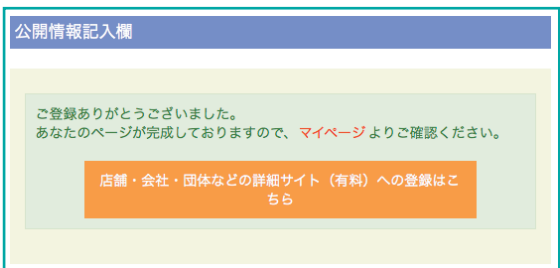 公開情報記入欄
ご登録ありがとうございました。
あなたのページが完成しておりますので、マイページよりご確認ください。
店舗・会社・団体などの詳細サイト（有料）への登録はこ
ちら